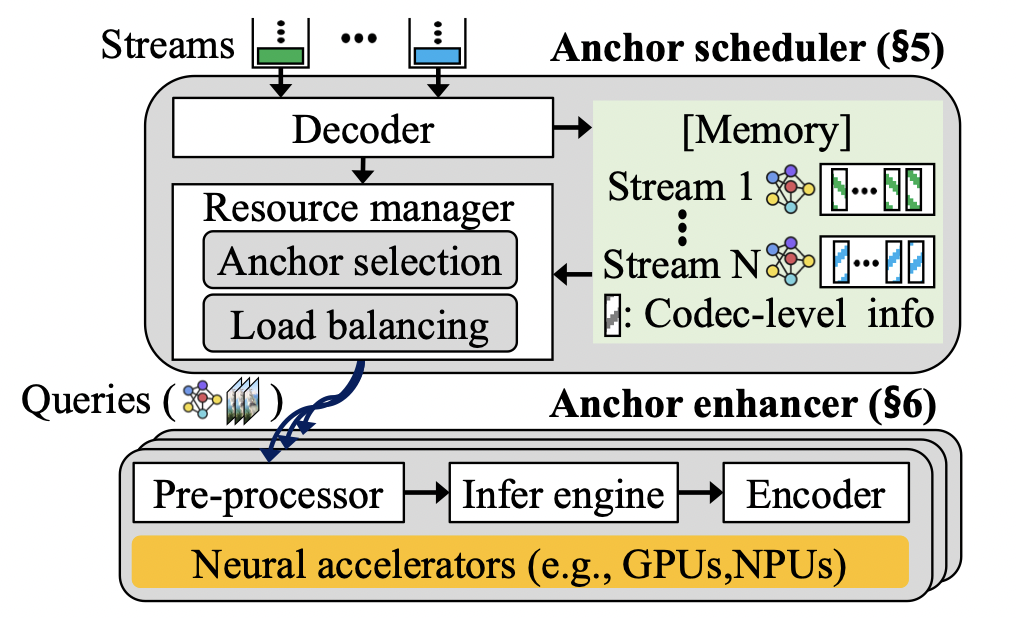 Streams
Anchor scheduler (§5)
Decoder
[Memory]
Resource manager
Stream 1
Anchor selection
Stream N
Load balancing
: Codec-level info
Queries ( )
Anchor enhancer (§6)
Pre-processor
Infer engine
Encoder
Neural accelerators (e.g., GPUs,NPUs)